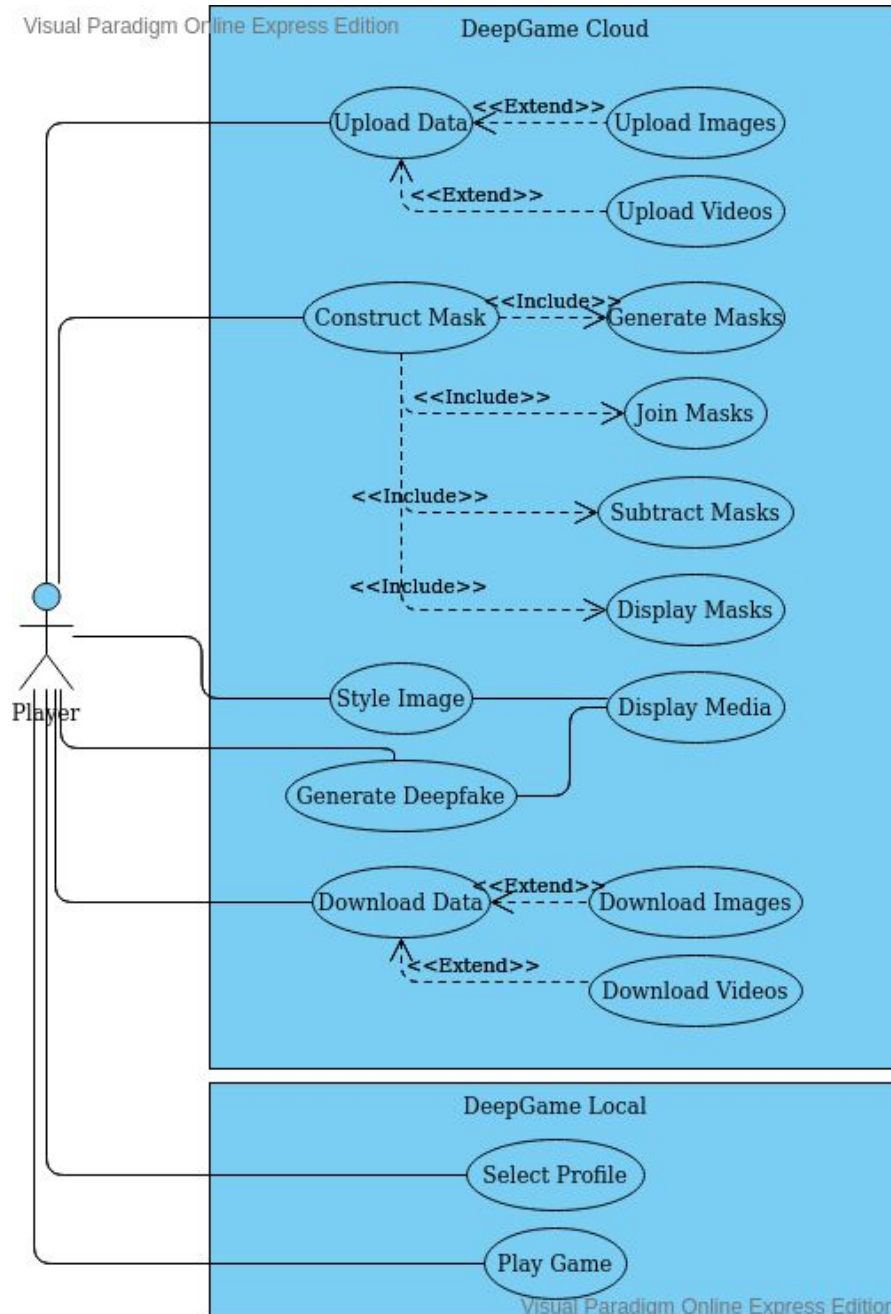 Visual Paradigm Online Express Edition
DeepGame Cloud
<<Extend>>
Upload Data
Upload Images
<<Extend>>
Upload Videos
<<Include>>
Construct Mask
Generate Masks
<<Include>>
Join Masks
<<Include>>
Subtract Masks
<<Include>>
Display Masks
Style Image
Display Media
Player
Generate Deepfake
<<Extend>>
Download Data
Download Images
<<Extend>>
Download Videos
DeepGame Local
Select Profile
Play Game
Visual Paradigm Online Express Edition